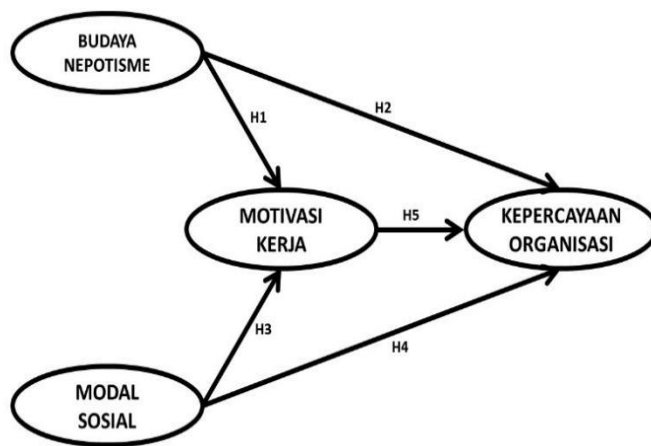 BUDAYA
NEPOTISME
H2
H1
MOTIVASI
KERJA
H5
KEPERCAYAAN
ORGANISASI
H3
H4
MODAL
SOSIAL